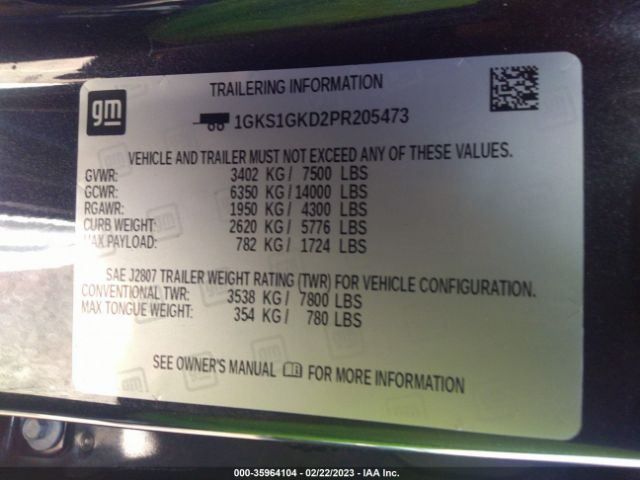 gm
TRAILERING INFORMATION
1GKS1GKD2PR205473
VEHICLE AND TRAILER MUST NOT EXCEED ANY OF THESE VALUES.
GVWR: 3402 KG / 7500 LBS
GCWR: 6350 KG / 14000 LBS
RGAWR: 1950 KG / 4300 LBS
CURB WEIGHT: 2620 KG / 5776 LBS
MAX PAYLOAD: 782 KG / 1724 LBS
SAE J2807 TRAILER WEIGHT RATING (TWR) FOR VEHICLE CONFIGURATION.
CONVENTIONAL TWR: 3538 KG / 7800 LBS
MAX TONGUE WEIGHT: 354 KG / 780 LBS
SEE OWNER'S MANUAL FOR MORE INFORMATION
000-35964104 - 02/22/2023 - IAA Inc.